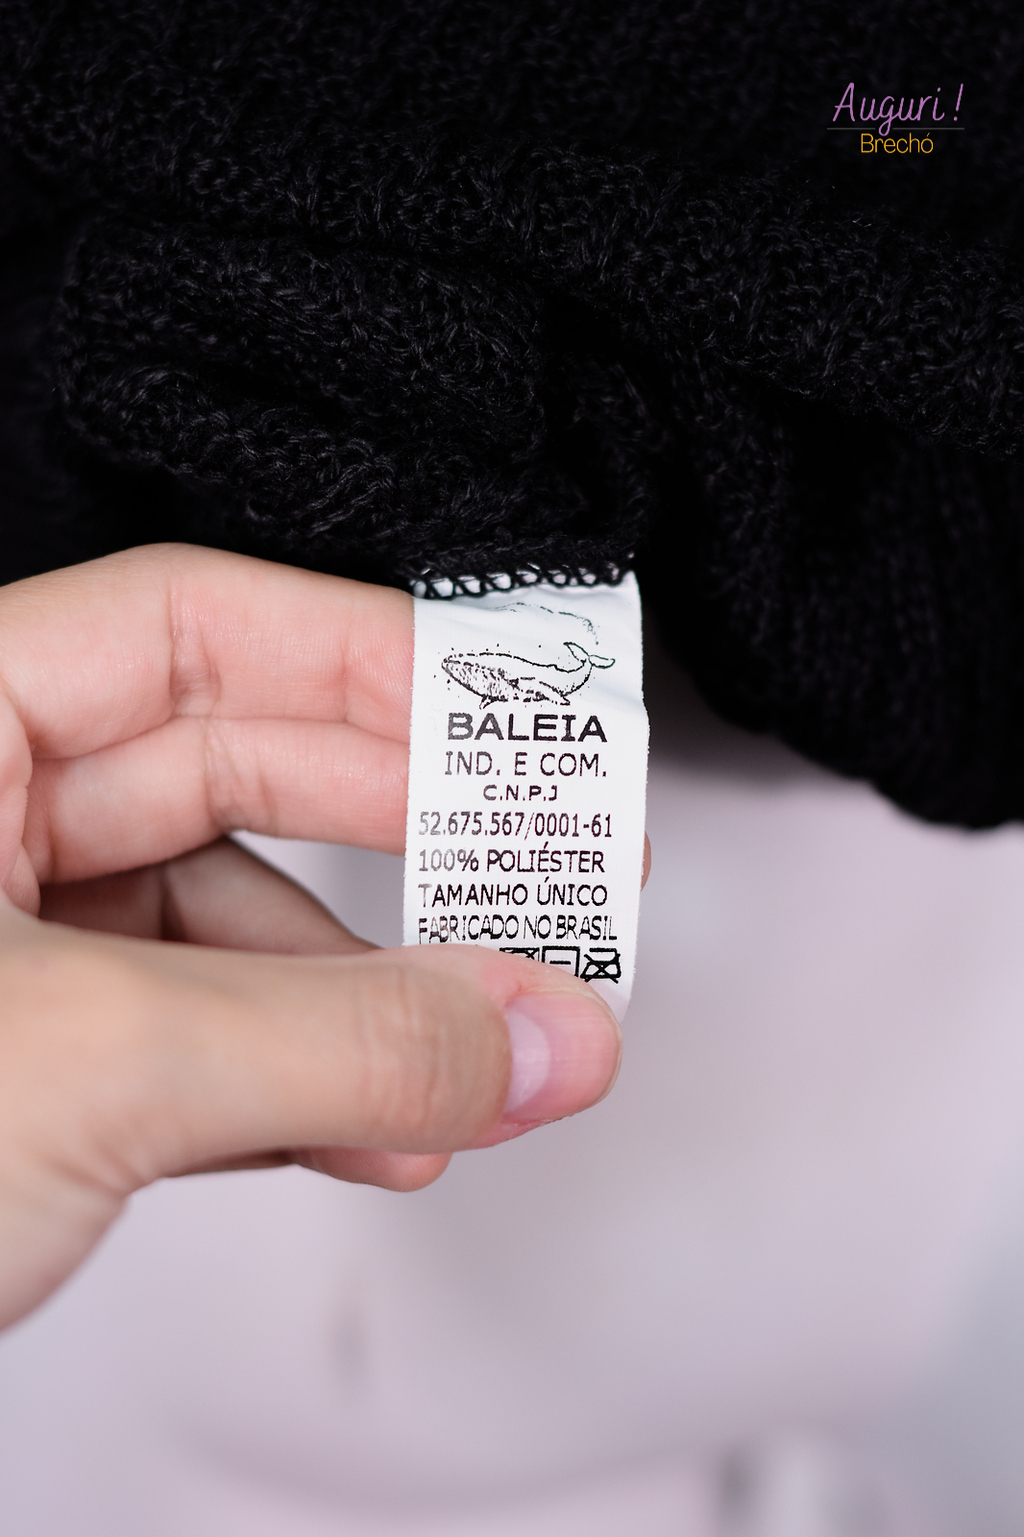 Auguri!
Brechó
BALEIA
IND. E COM.
C.N.P.J
52.675.567/0001-61
100% POLIÉSTER
TAMANHO ÚNICO
FABRICADO NO BRASIL